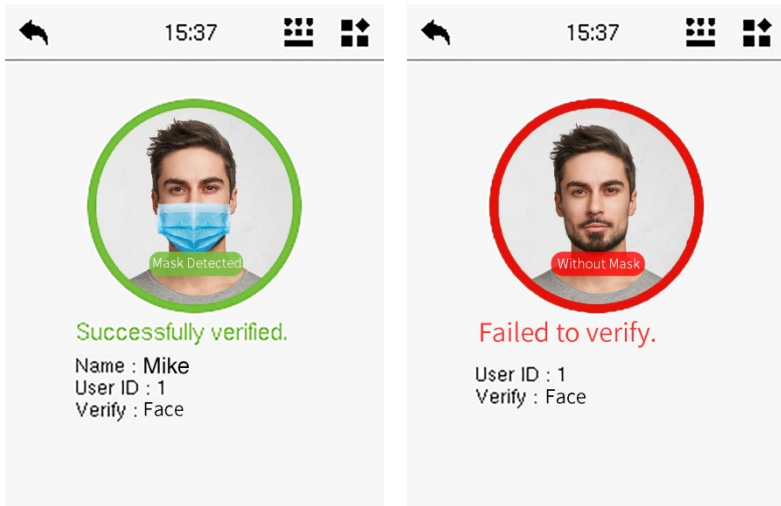 15:37
Mask Detected
Successfully verified.
Name : Mike
User ID : 1
Verify : Face
15:37
Without Mask
Failed to verify.
User ID : 1
Verify : Face